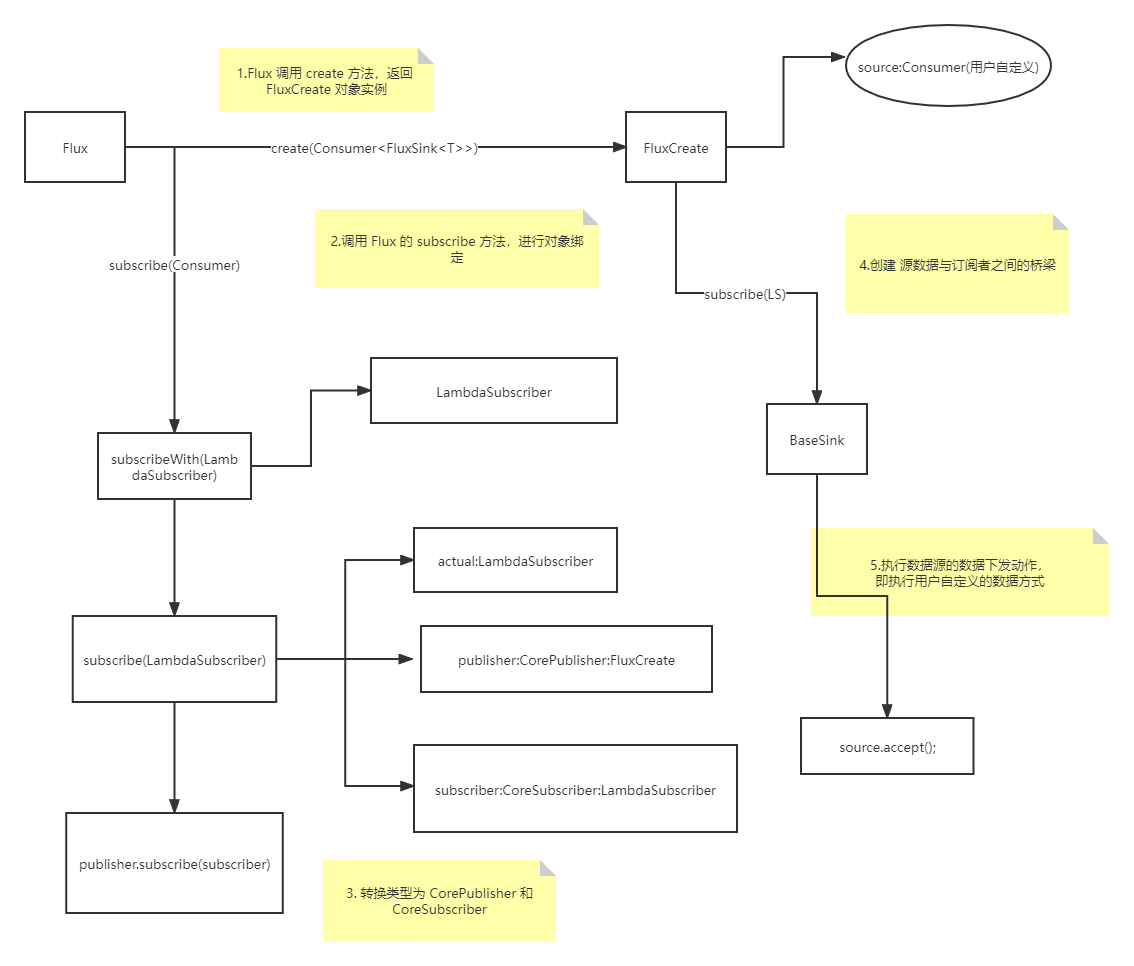 1.Flux 调用 create 方法，返回
FluxCreate 对象实例
source:Consumer(用户自定义)
Flux
create(Consumer<FluxSink<T>>)
FluxCreate
2.调用 Flux 的 subscribe 方法，进行对象绑
定
4.创建 源数据与订阅者之间的桥梁
subscribe(Consumer)
subscribe(LS)
LambdaSubscriber
BaseSink
subscribeWith(Lamb
daSubscriber)
actual:LambdaSubscriber
5.执行数据源的数据下发动作，
即执行用户自定义的数据方式
subscribe(LambdaSubscriber)
publisher:CorePublisher:FluxCreate
source.accept();
subscriber:CoreSubscriber:LambdaSubscriber
publisher.subscribe(subscriber)
3. 转换类型为 CorePublisher 和
CoreSubscriber